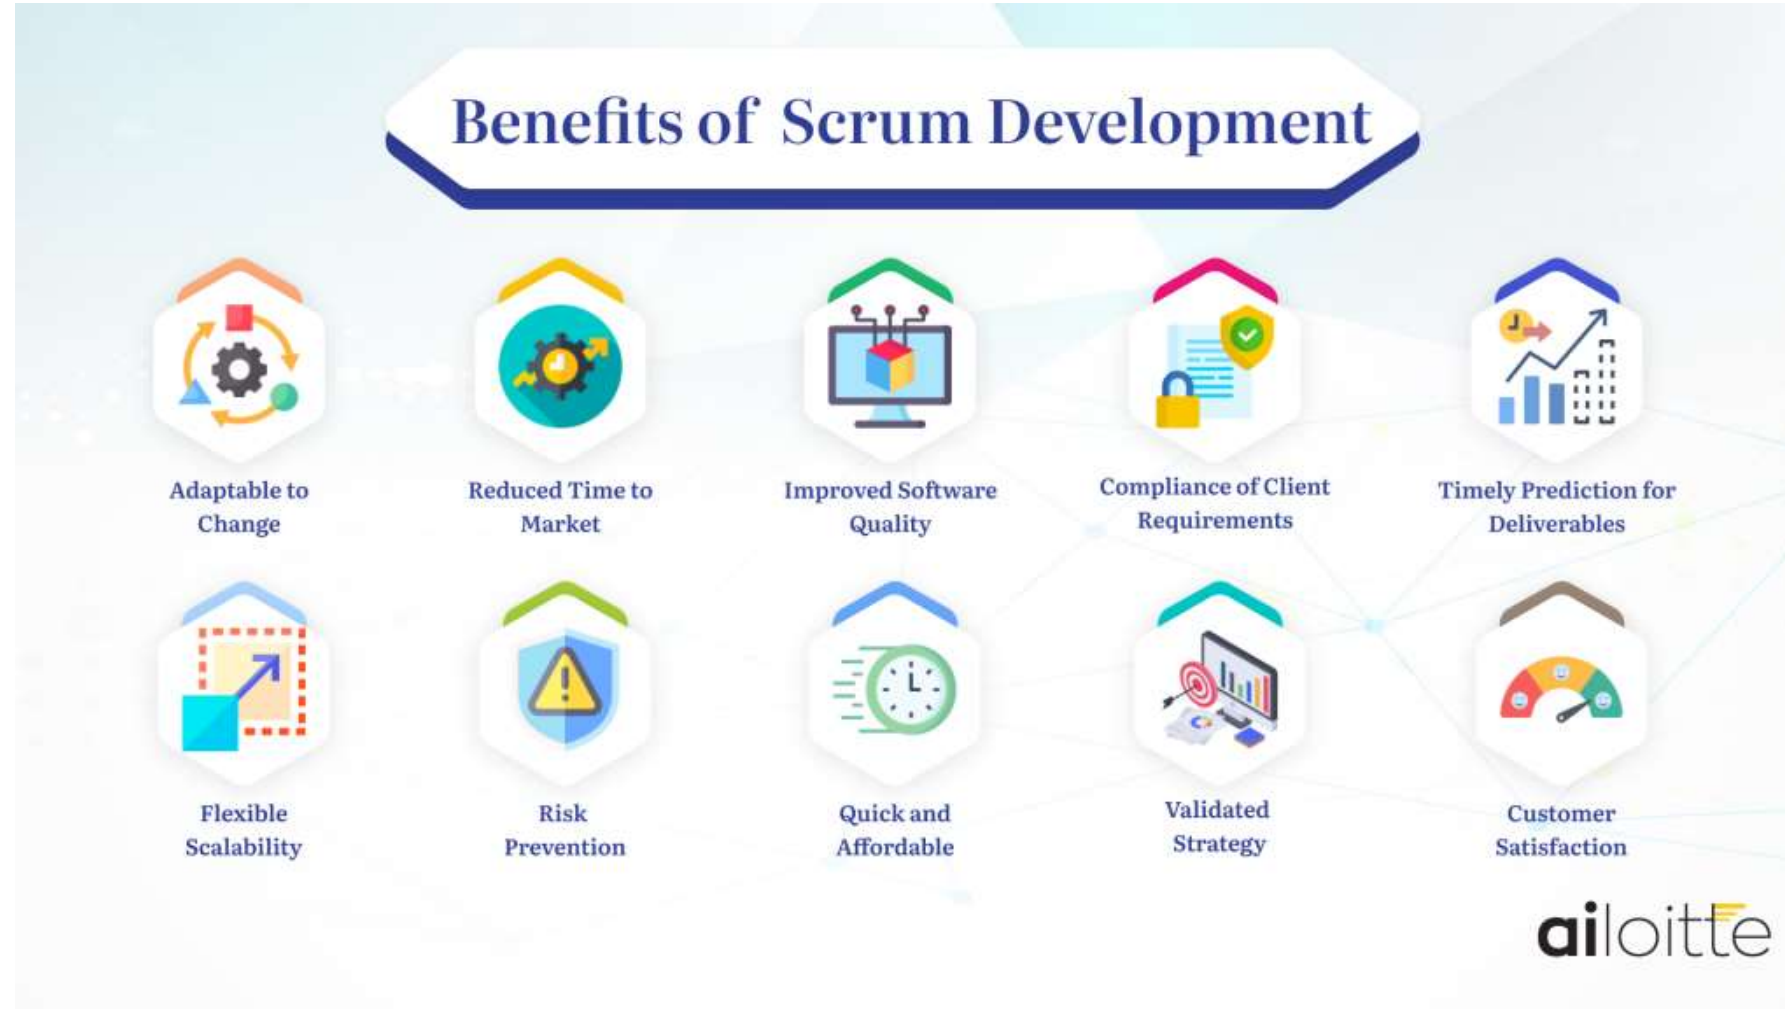 Benefits of Scrum Development
Adaptable to
Change
Reduced Time to
Market
Improved Software
Quality
Compliance of Client
Requirements
Timely Prediction for
Deliverables
Flexible
Scalability
Risk
Prevention
Quick and
Affordable
Validated
Strategy
Customer
Satisfaction
ailoitte